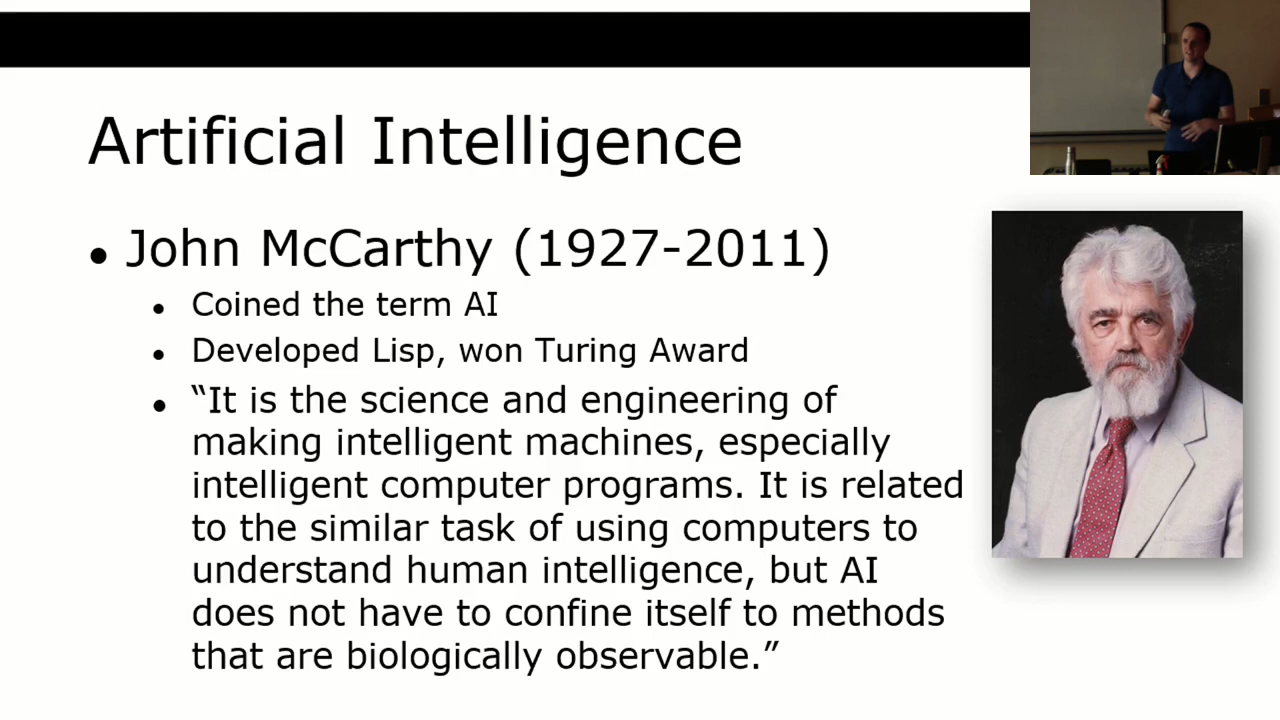 Artificial Intelligence
• John McCarthy (1927-2011)
• Coined the term AI
• Developed Lisp, won Turing Award
• “It is the science and engineering of
making intelligent machines, especially
intelligent computer programs. It is related
to the similar task of using computers to
understand human intelligence, but AI
does not have to confine itself to methods
that are biologically observable.”